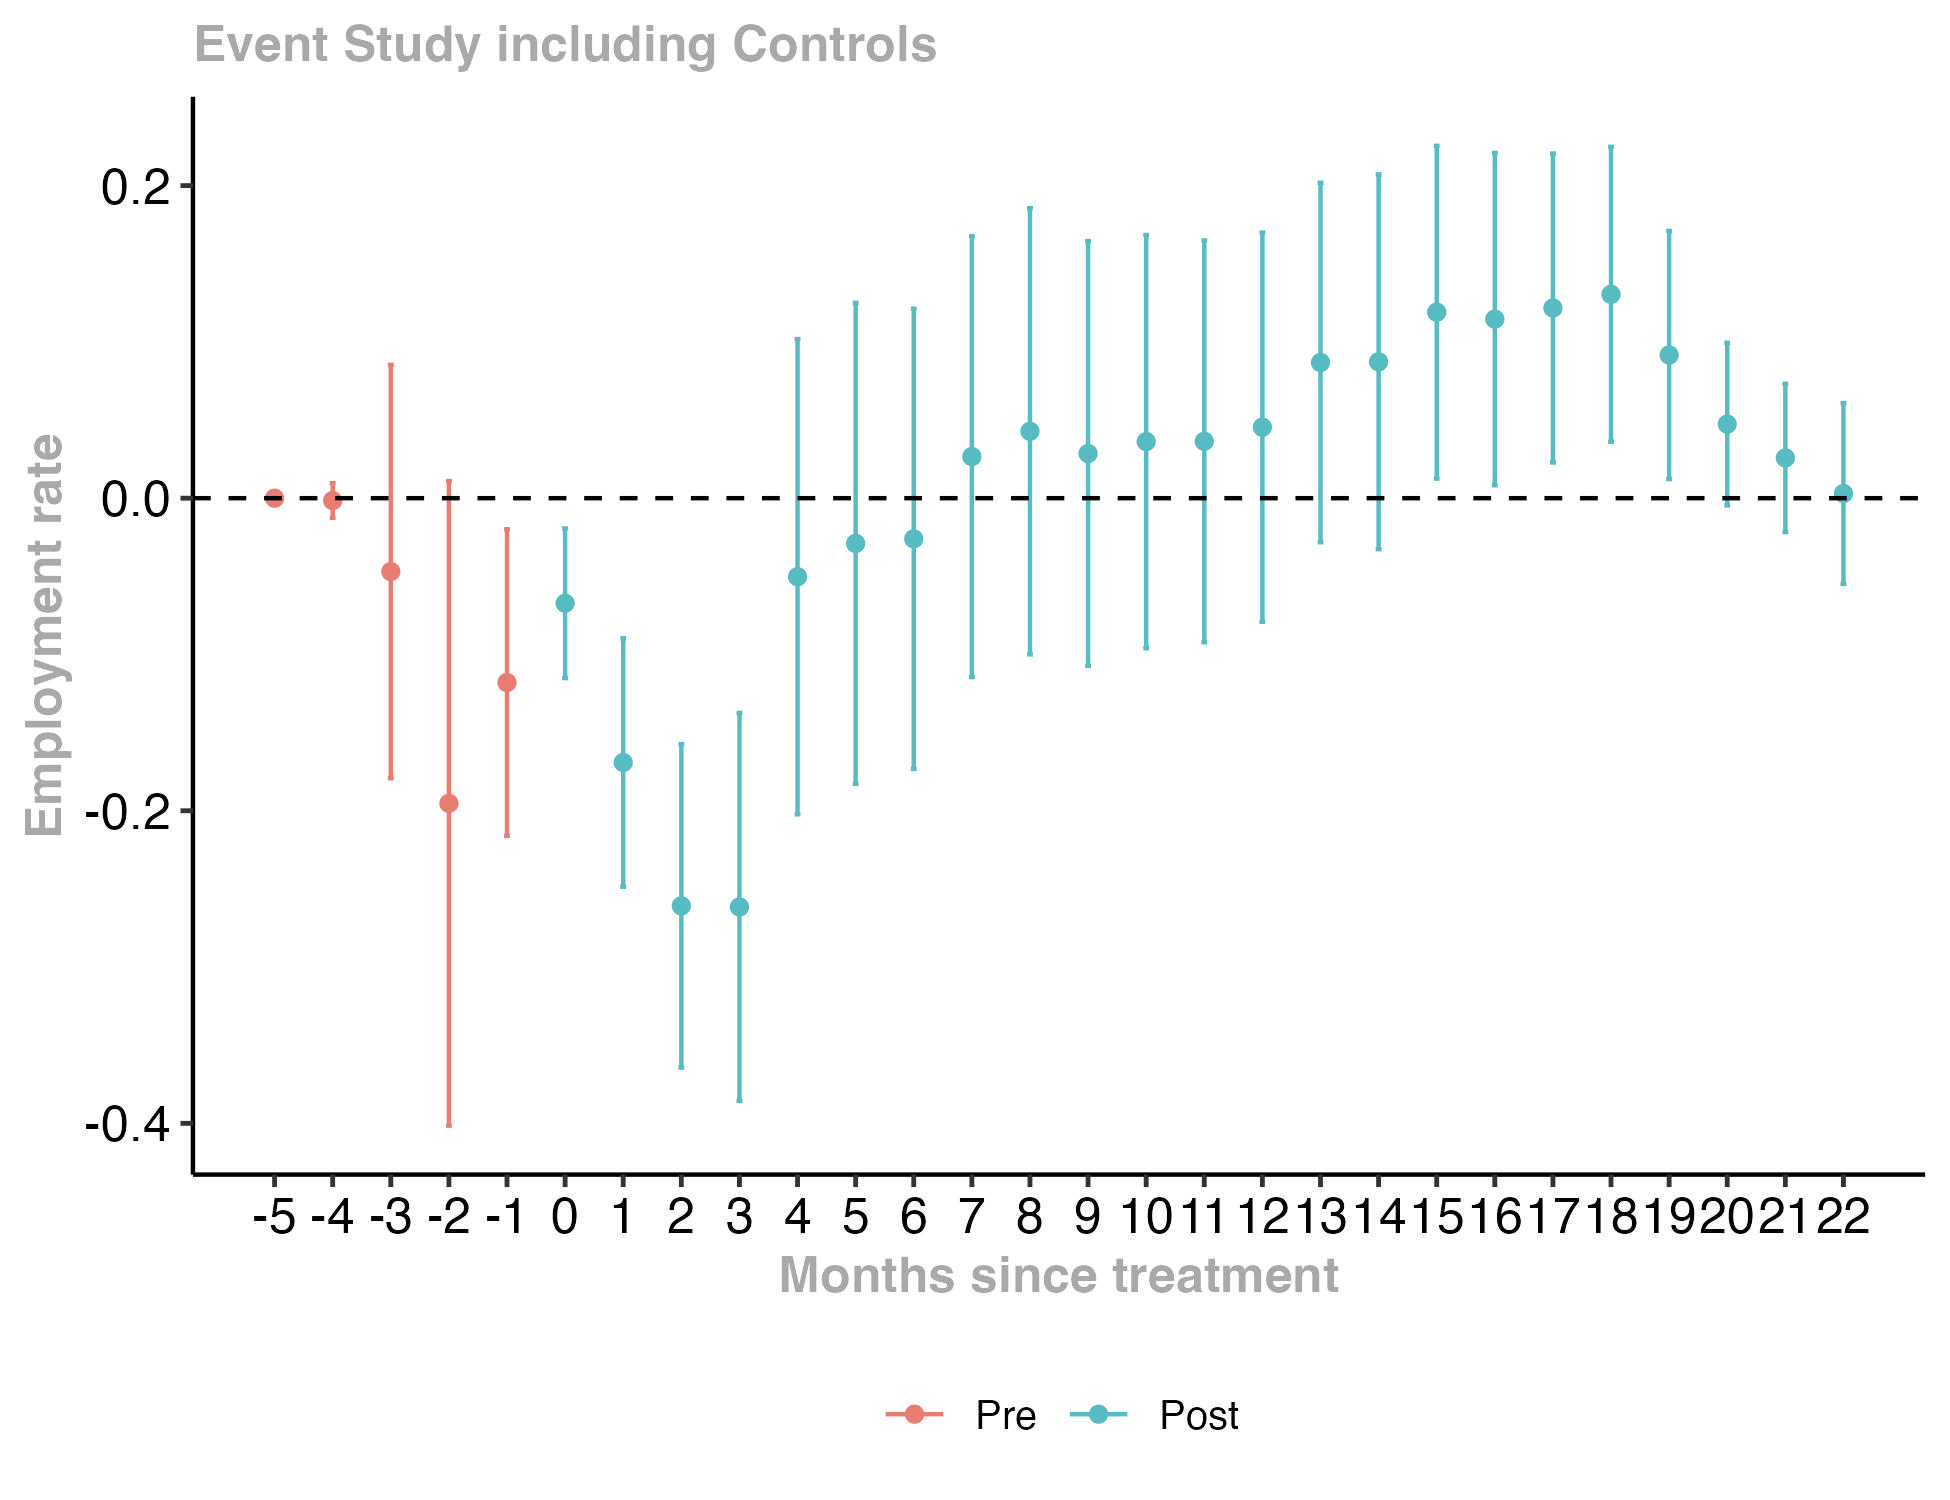 Event Study including Controls
Employment rate
0.2
0.0
-0.2
-0.4
-5 -4 -3 -2 -1 0 1 2 3 4 5 6 7 8 9 10 11 12 13 14 15 16 17 18 19 20 21 22
Months since treatment
Pre Post